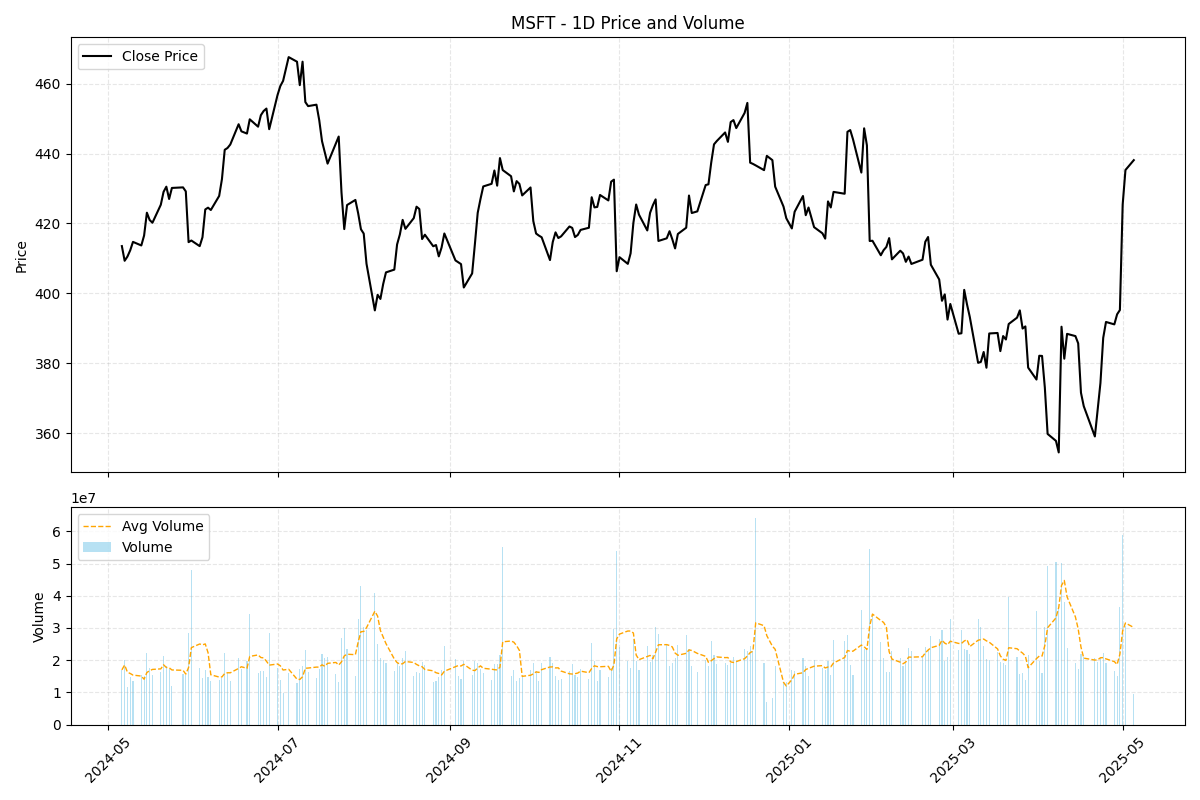 MSFT - 1D Price and Volume
Close Price
460
440
420
400
380
360
Price
1e7
Avg Volume
Volume
6
5
4
3
2
1
0
Volume
2024-05
2024-07
2024-09
2024-11
2025-01
2025-03
2025-05